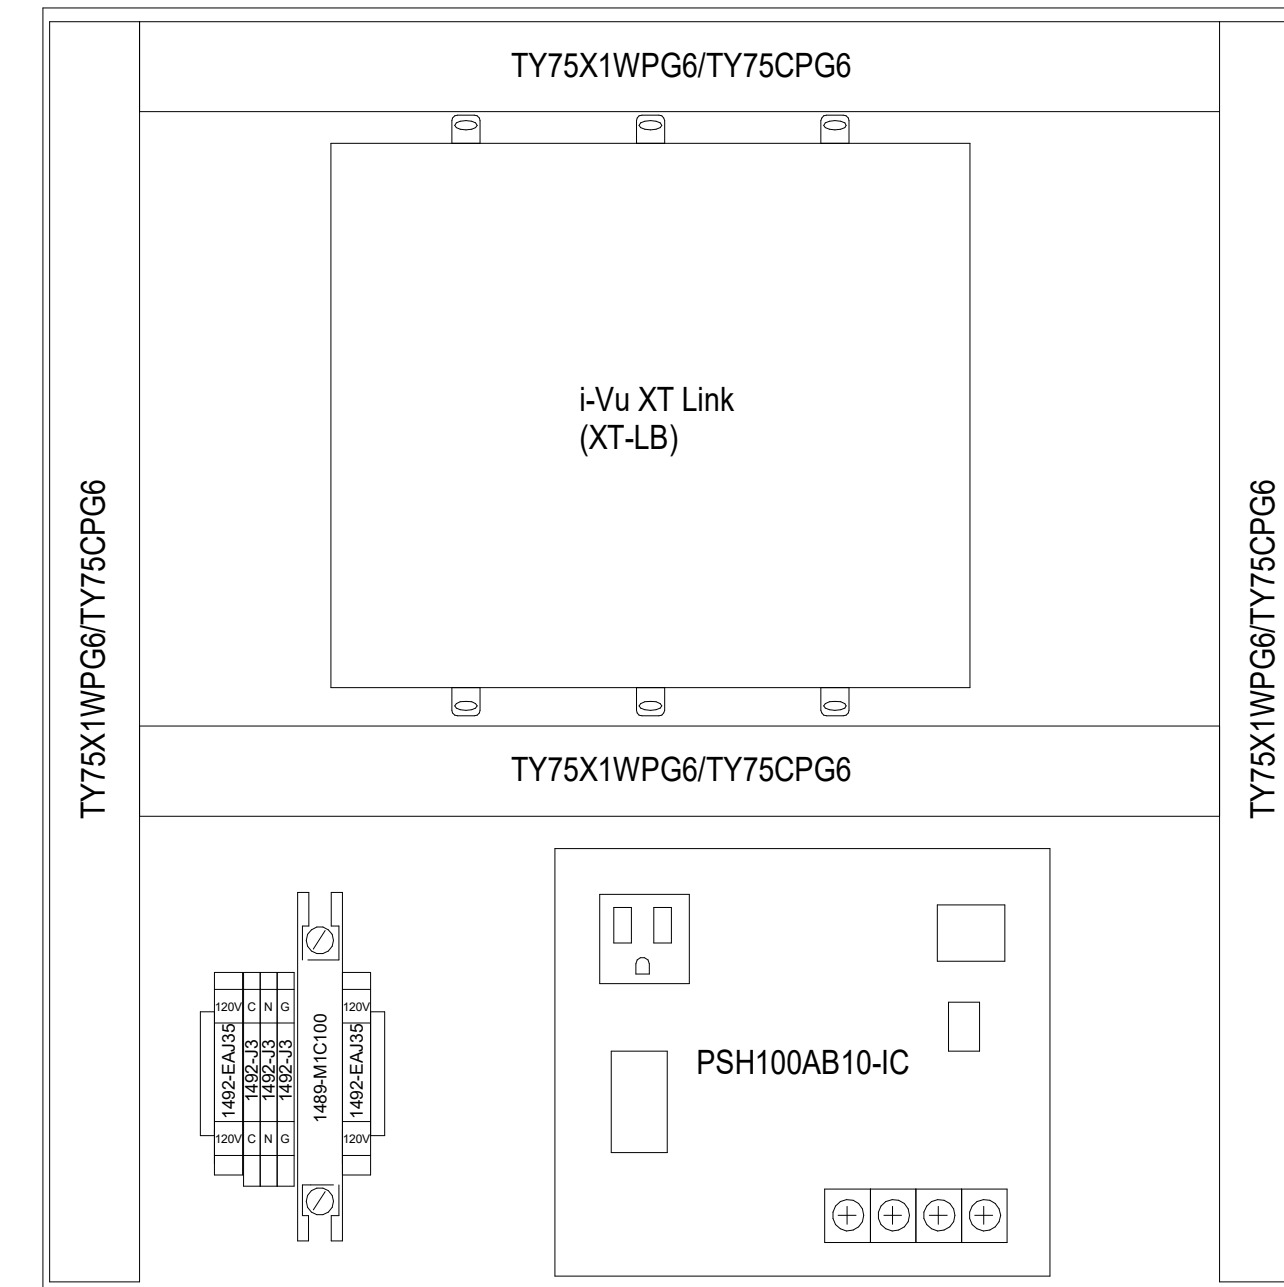 TY75X1WPG6/TY75CPG6
i-Vu XT Link
(XT-LB)
TY75X1WPG6/TY75CPG6
TY75X1WPG6/TY75CPG6
TY75X1WPG6/TY75CPG6
120V C N G 120V
1492-EAJ35
1492-J3
1492-J3
1492-J3
1489-M1C100
1492-EAJ35
120V C N G 120V
PSH100AB10-IC